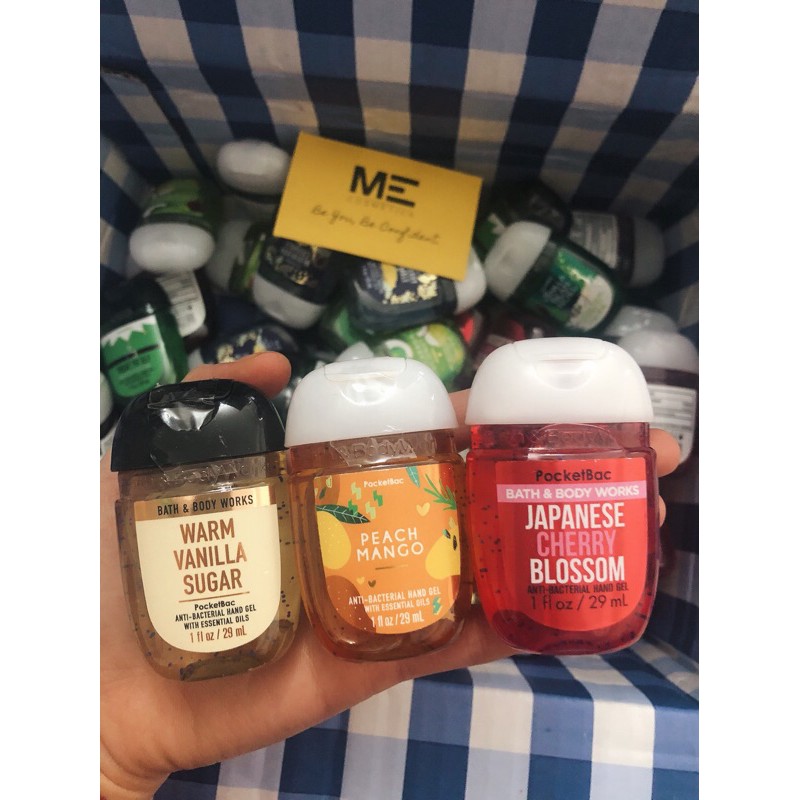 ME
COSMETICS
Be You, Be Confident
BATH & BODY WORKS
WARM
VANILLA
SUGAR
PocketBac
ANTI-BACTERIAL HAND GEL
WITH ESSENTIAL OILS
1 fl oz / 29 mL
PocketBac
PEACH
MANGO
ANTI-BACTERIAL HAND GEL
WITH ESSENTIAL OILS
1 fl oz / 29 mL
PocketBac
BATH & BODY WORKS
JAPANESE
CHERRY
BLOSSOM
ANTI-BACTERIAL HAND GEL
1 fl oz / 29 mL